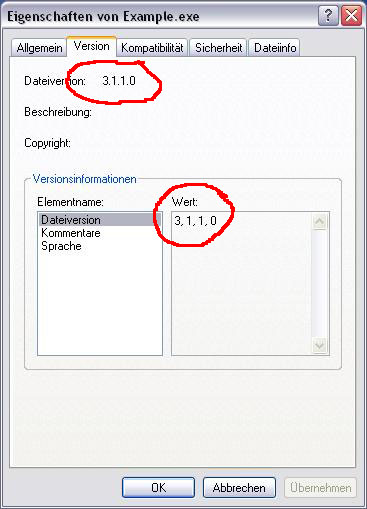 Eigenschaften von Example.exe
Allgemein Version Kompatibilität Sicherheit Dateiinfo
Dateiversion: 3.1.1.0
Beschreibung:
Copyright:
Versionsinformationen
Elementname: Wert:
Dateiversion 3, 1, 1, 0
Kommentare
Sprache
OK Abbrechen Übernehmen